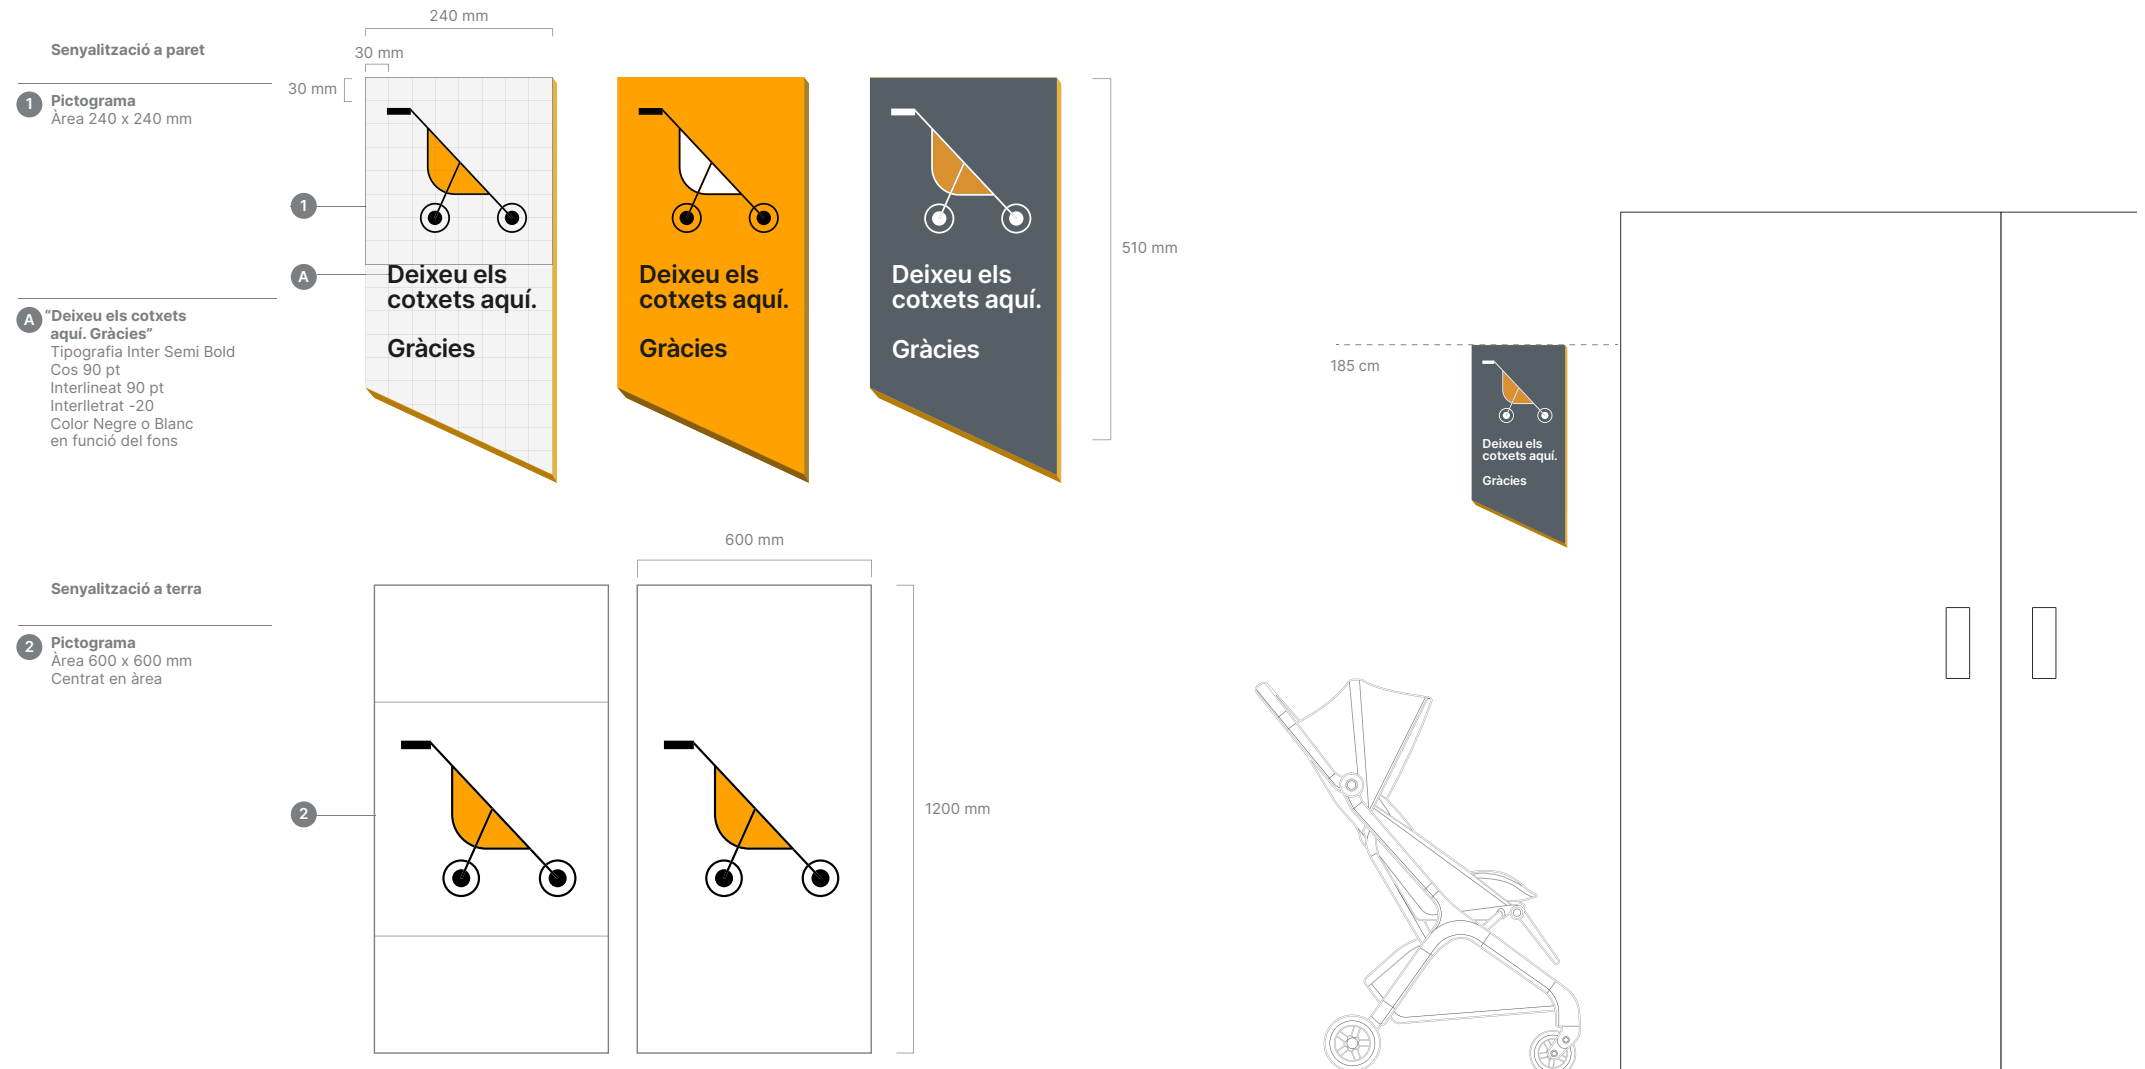 Senyalització a paret
1
Pictograma
Àrea 240 x 240 mm
A
“Deixeu els cotxets
aquí. Gràcies”
Tipografia Inter Semi Bold
Cos 90 pt
Interlineat 90 pt
Interlletrat -20
Color Negre o Blanc
en funció del fons
240 mm
30 mm
30 mm
1
A
Deixeu els
cotxets aquí.
Gràcies
Deixeu els
cotxets aquí.
Gràcies
Deixeu els
cotxets aquí.
Gràcies
510 mm
185 cm
Deixeu els
cotxets aquí.
Gràcies
Senyalització a terra
2
Pictograma
Àrea 600 x 600 mm
Centrat en àrea
2
600 mm
1200 mm